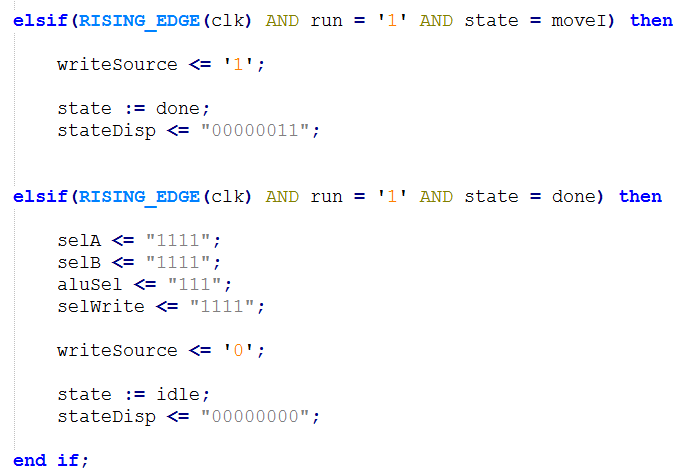 elsif(RISING_EDGE(clk) AND run = '1' AND state = moveI) then
writeSource <= '1';
state := done;
stateDisp <= "00000011";
elsif(RISING_EDGE(clk) AND run = '1' AND state = done) then
selA <= "1111";
selB <= "1111";
aluSel <= "111";
selWrite <= "1111";
writeSource <= '0';
state := idle;
stateDisp <= "00000000";
end if;